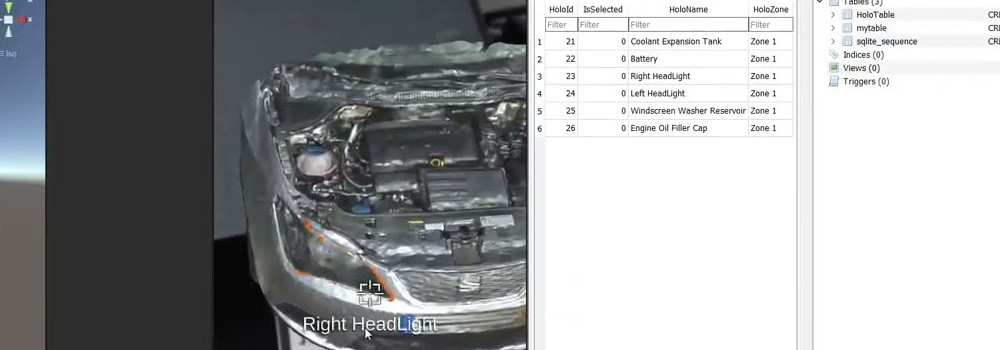 Iso
Right HeadLight
HoloId IsSelected HoloName HoloZone
Filter Filter Filter Filter
1 21 0 Coolant Expansion Tank Zone 1
2 22 0 Battery Zone 1
3 23 0 Right HeadLight Zone 1
4 24 0 Left HeadLight Zone 1
5 25 0 Windscreen Washer Reservoir Zone 1
6 26 0 Engine Oil Filler Cap Zone 1
Tables (3)
HoloTable
mytable
sqlite_sequence
Indices (0)
Views (0)
Triggers (0)